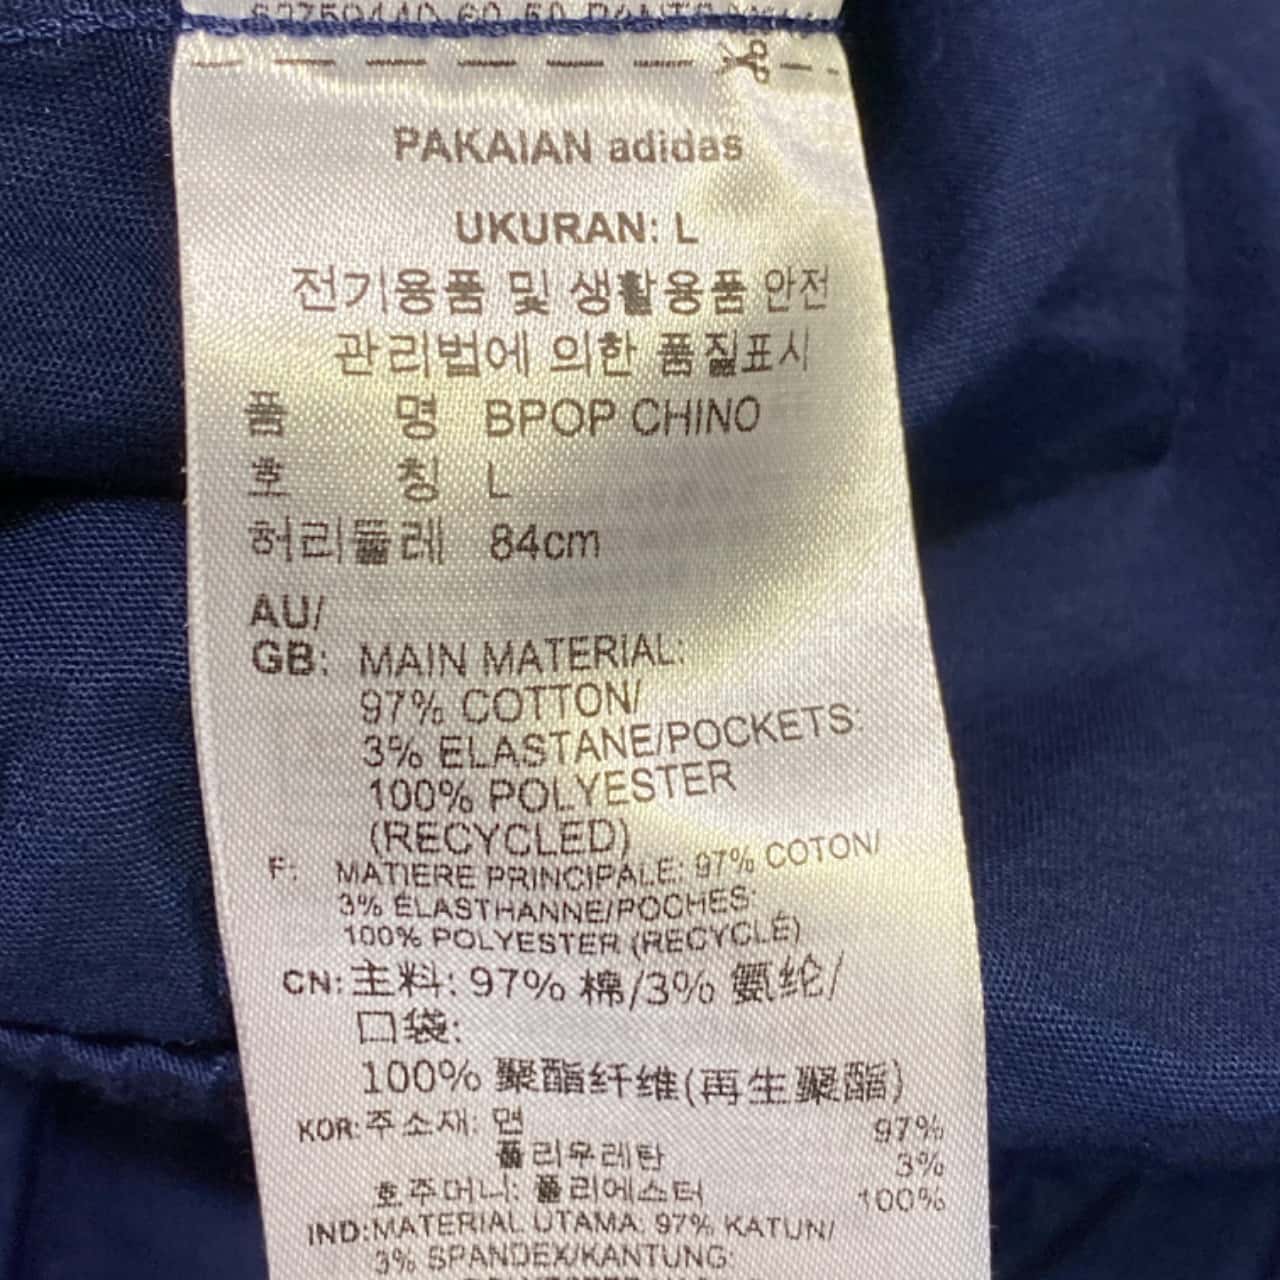 PAKAIAN adidas
UKURAN: L
전기용품 및 생활용품 안전
관리법에 의한 품질표시
품 명 BPOP CHINO
호 칭 L
허리둘레 84cm
AU/
GB: MAIN MATERIAL:
97% COTTON/
3% ELASTANE/POCKETS:
100% POLYESTER
(RECYCLED)
F: MATIERE PRINCIPALE: 97% COTON/
3% ÉLASTHANNE/POCHES:
100% POLYESTER (RECYCLÉ)
CN: 主料: 97% 棉/3% 氨纶/
口袋:
100% 聚酯纤维(再生聚酯)
KOR: 주소재: 면 97%
폴리우레탄 3%
호주머니: 폴리에스터 100%
IND: MATERIAL UTAMA: 97% KATUN/
3% SPANDEX/KANTUNG: